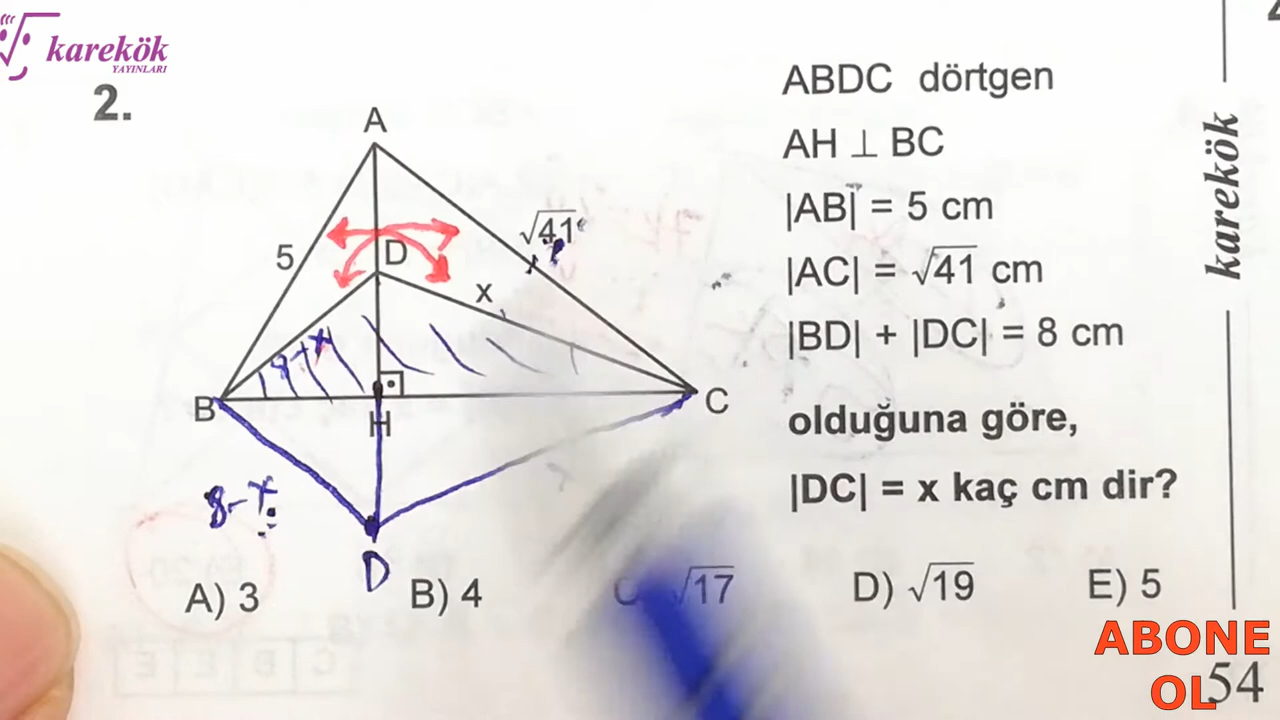 karekök
YAYINLARI
2.
ABDC dörtgen
AH ⊥ BC
|AB| = 5 cm
|AC| = √41 cm
|BD| + |DC| = 8 cm
olduğuna göre,
|DC| = x kaç cm dir?
A
5
√41
D
x
8-x
B
H
C
8-x
D
A) 3
B) 4
C) √17
D) √19
E) 5
karekök
ABONE
OL
54